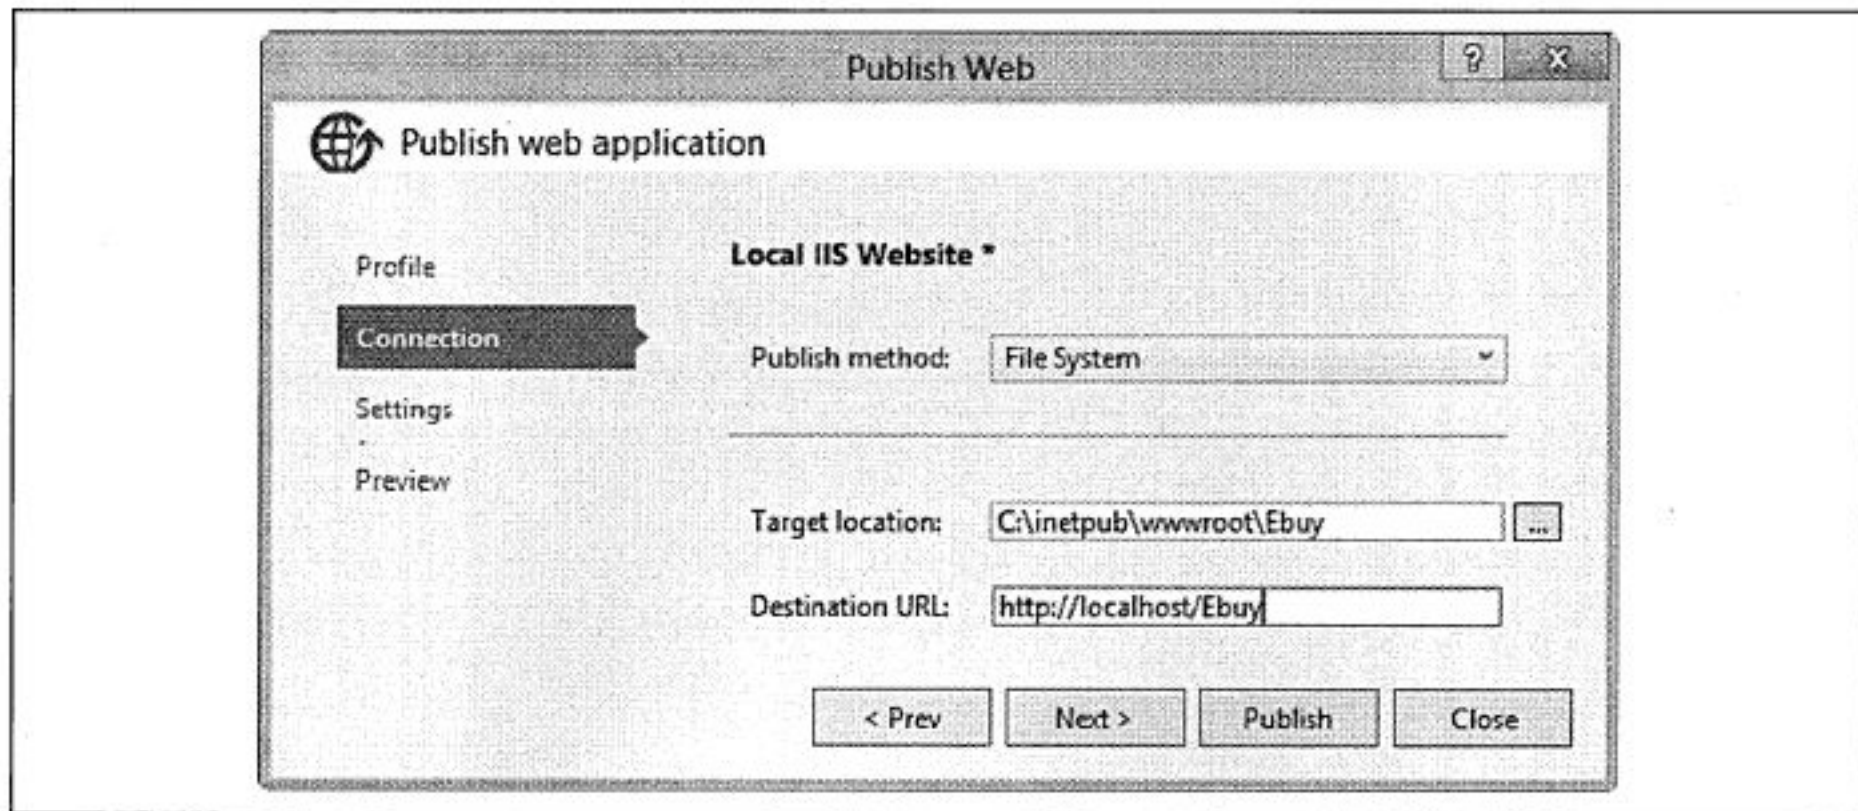 Publish Web
? x
Publish web application
Profile
Connection
Settings
Preview
Local IIS Website *
Publish method: File System
Target location: C:\inetpub\wwwroot\Ebuy ...
Destination URL: http://localhost/Ebuy
< Prev Next > Publish Close